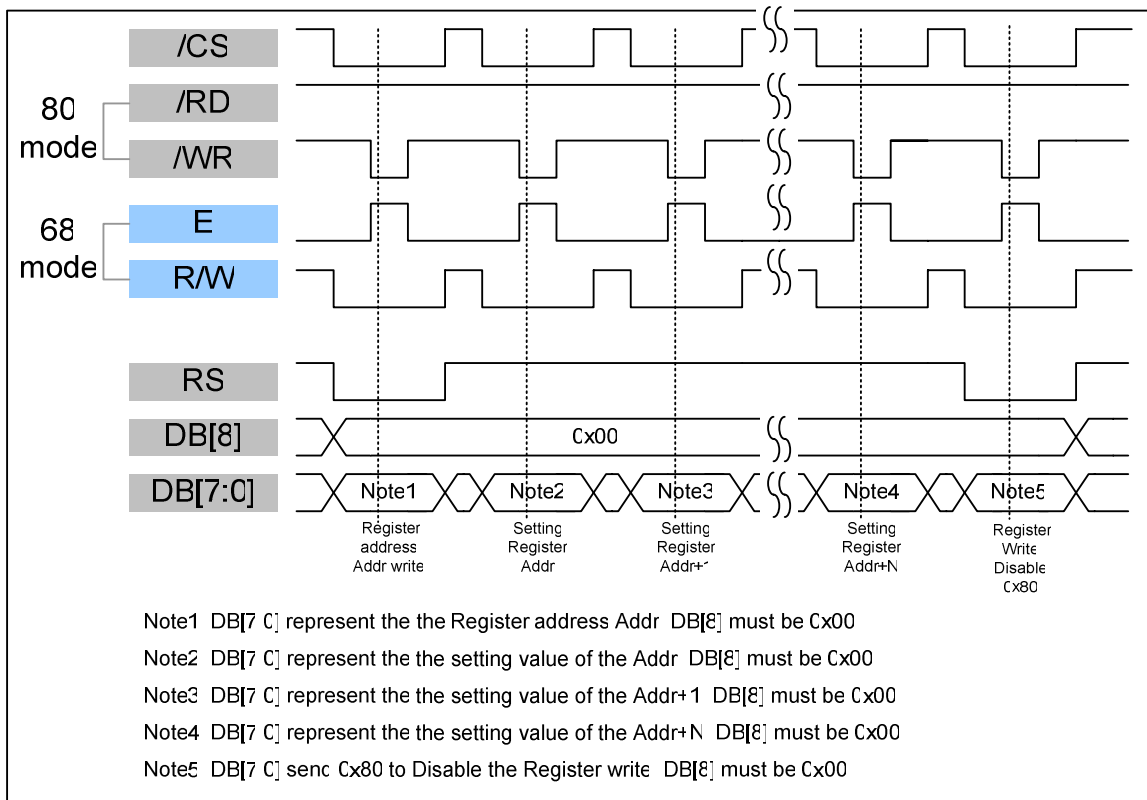 /CS
/RD
80
mode
/WR
E
68
mode
R/W
RS
DB[8]
0x00
DB[7:0]
Note1
Note2
Note3
Note4
Note5
Register
address
Addr write
Setting
Register
Addr
Setting
Register
Addr+1
Setting
Register
Addr+N
Register
Write
Disable
0x80
Note1 DB[7 0] represent the the Register address Addr DB[8] must be 0x00
Note2 DB[7 0] represent the the setting value of the Addr DB[8] must be 0x00
Note3 DB[7 0] represent the the setting value of the Addr+1 DB[8] must be 0x00
Note4 DB[7 0] represent the the setting value of the Addr+N DB[8] must be 0x00
Note5 DB[7 0] send 0x80 to Disable the Register write DB[8] must be 0x00